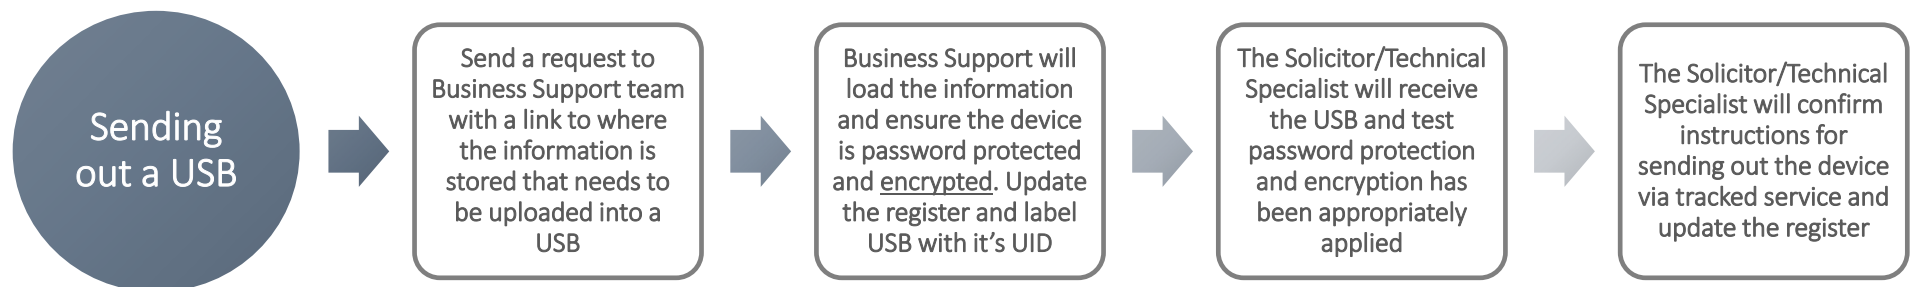 Sending
out a USB
Send a request to
Business Support team
with a link to where
the information is
stored that needs to
be uploaded into a
USB
Business Support will
load the information
and ensure the device
is password protected
and encrypted. Update
the register and label
USB with it’s UID
The Solicitor/Technical
Specialist will receive
the USB and test
password protection
and encryption has
been appropriately
applied
The Solicitor/Technical
Specialist will confirm
instructions for
sending out the device
via tracked service and
update the register